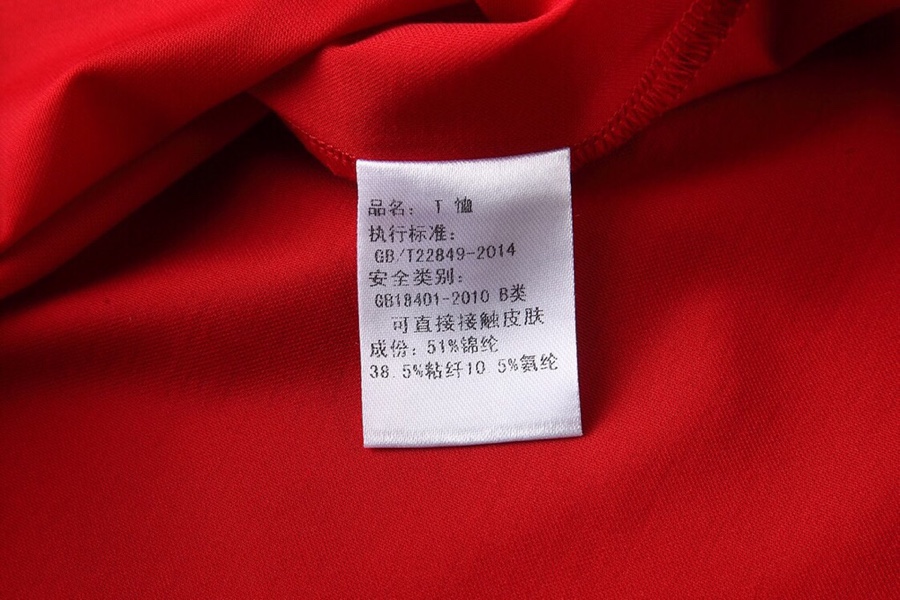 品名：T 恤
执行标准：
GB/T22849-2014
安全类别：
GB18401-2010 B类
可直接接触皮肤
成份：51%锦纶
38.5%粘纤10 5%氨纶